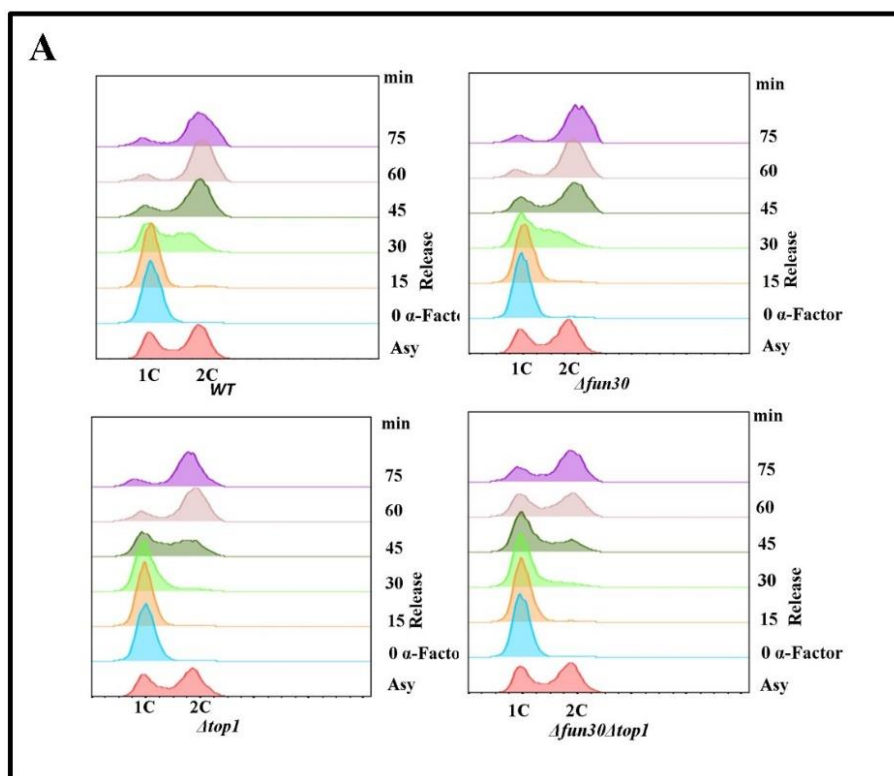 A
min
75
60
45
30
15
0 α-Facto
Asy
Release
1C 2C
WT
min
75
60
45
30
15
0 α-Factor
Asy
Release
1C 2C
Δfun30
min
75
60
45
30
15
0 α-Facto
Asy
Release
1C 2C
Δtop1
min
75
60
45
30
15
0 α-Factor
Asy
Release
1C 2C
Δfun30Δtop1